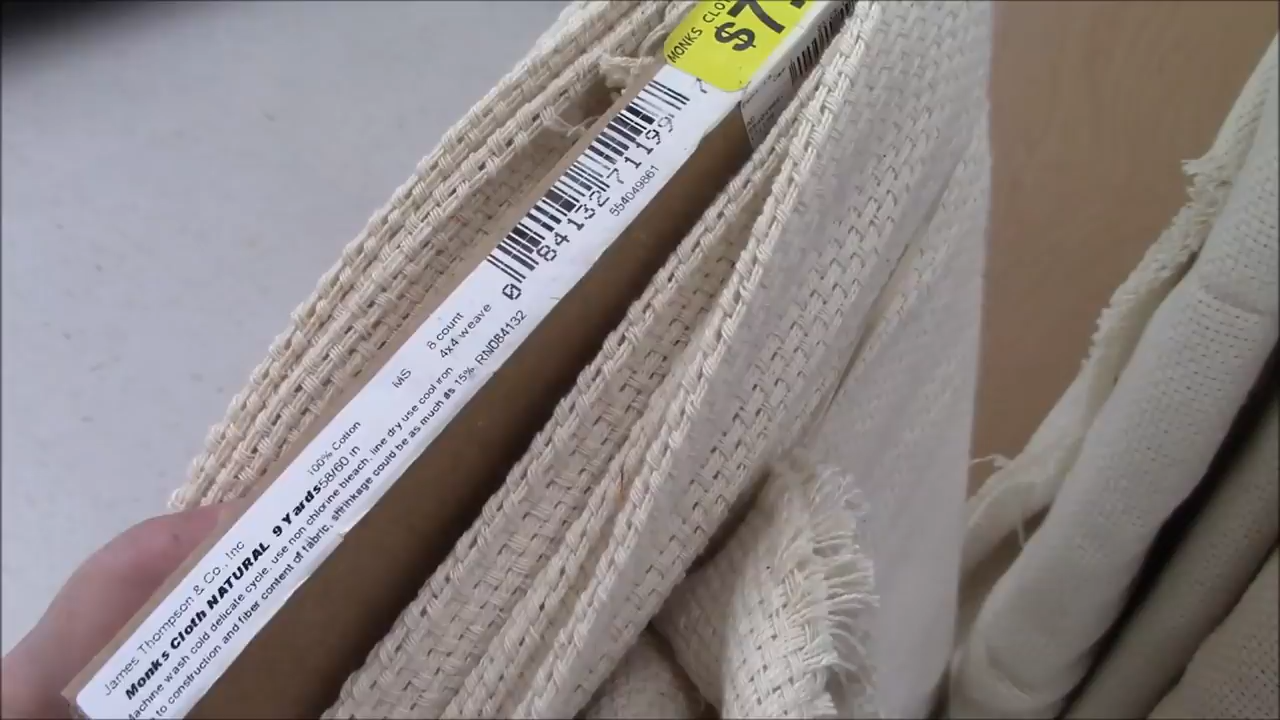 MONKS CLO
$7
0 84132 71199
554049861
8 count
4x4 weave
MS
100% Cotton
58/60 in
James Thompson & Co., Inc
Monks Cloth NATURAL 9 Yards
Machine wash cold delicate cycle, use non chlorine bleach, line dry use cool iron
to construction and fiber content of fabric, shrinkage could be as much as 15% RN084132